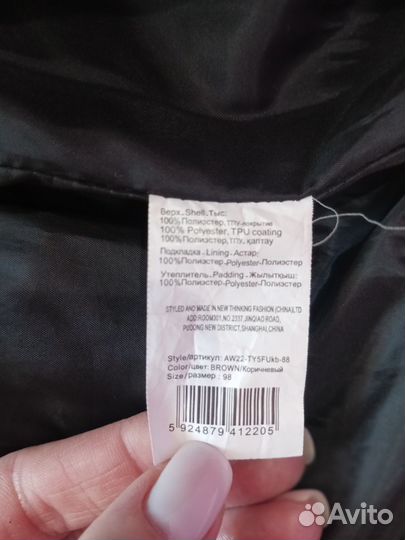 Верх.Shell.Тыс:
100% Полиэстер, ТПУ-покрытие
100% Polyester, TPU coating
100% Полиэстер, ТПУ, қаптау
Подкладка-Lining-Астар:
100%Полиэстер-Polyester-Полиэстер
Утеплитель-Padding-Жылытқыш:
100%Полиэстер-Polyester-Полиэстер
STYLED AND MADE IN NEW THINKING FASHION (CHINA)LTD
ADD:ROOM301,NO 2337 JINQIAO ROAD,
PUDONG NEW DISTRICT,SHANGHAI,CHINA
Style/артикул: AW22-TY5FUkb-88
Color/цвет: BROWN/Коричневый
Size/размер: 98
5 924879 412205
Avito